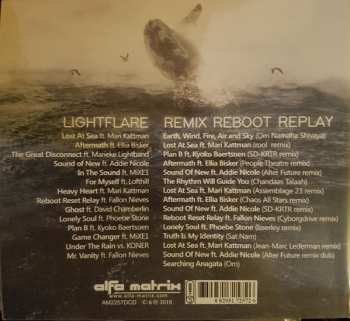 LIGHTFLARE
Lost At Sea ft. Mari Kattman
Aftermath ft. Ellia Bisker
The Great Disconnect ft. Maneke Lightband
Sound of New ft. Addie Nicole
In The Sound ft. MiXE1
For Myself ft. Lofth8
Heavy Heart ft. Mari Kattman
Reboot Reset Replay ft. Fallon Nieves
Ghost ft. David Chamberlin
Lonely Soul ft. Phoebe Stone
Plan B ft. Kyoko Baertsoen
Game Changer ft. MiXE1
Under The Rain vs. KONER
Mr. Vanity ft. Fallon Nieves
REMIX REBOOT REPLAY
Earth, Wind, Fire, Air and Sky (Om Namaha Shivaya)
Lost At Sea ft. Mari Kattman (rool remix)
Plan B ft. Kyoko Baertsoen (SD-KRTR remix)
Aftermath ft. Ellia Bisker (People Theatre remix)
Sound Of New ft. Addie Nicole (Alter Future remix)
The Rhythm Will Guide You (Chandaan Talaah)
Lost At Sea ft. Mari Kattman (Assemblage 23 remix)
Aftermath ft. Ellia Bisker (Chaos All Stars remix)
Sound Of New ft. Addie Nicole (SD-KRTR remix)
Reboot Reset Replay ft. Fallon Nieves (Cyborgdrive remix)
Lonely Soul ft. Phoebe Stone (Baerley remix)
Truth Is My Identity (Sat Nam)
Lost At Sea ft. Mari Kattman (Jean-Marc Lederman remix)
Sound Of New ft. Addie Nicole (Alter Future remix dub)
Searching Anagata (Om)
alfa matrix
www.alfa-matrix.com
AM2257DCD